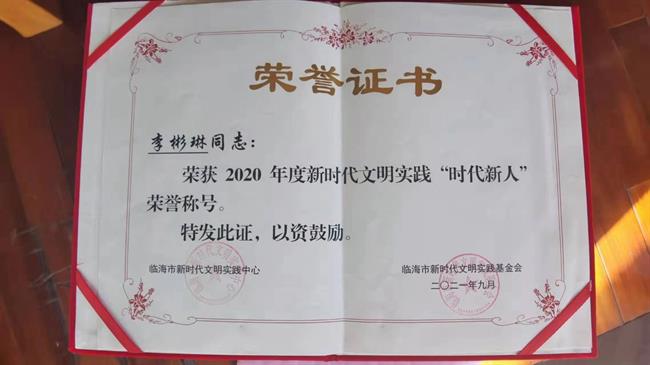 荣誉证书
李彬琳同志：
荣获 2020 年度新时代文明实践“时代新人”
荣誉称号。
特发此证，以资鼓励。
临海市新时代文明实践中心
临海市新时代文明实践基金会
二〇二一年九月